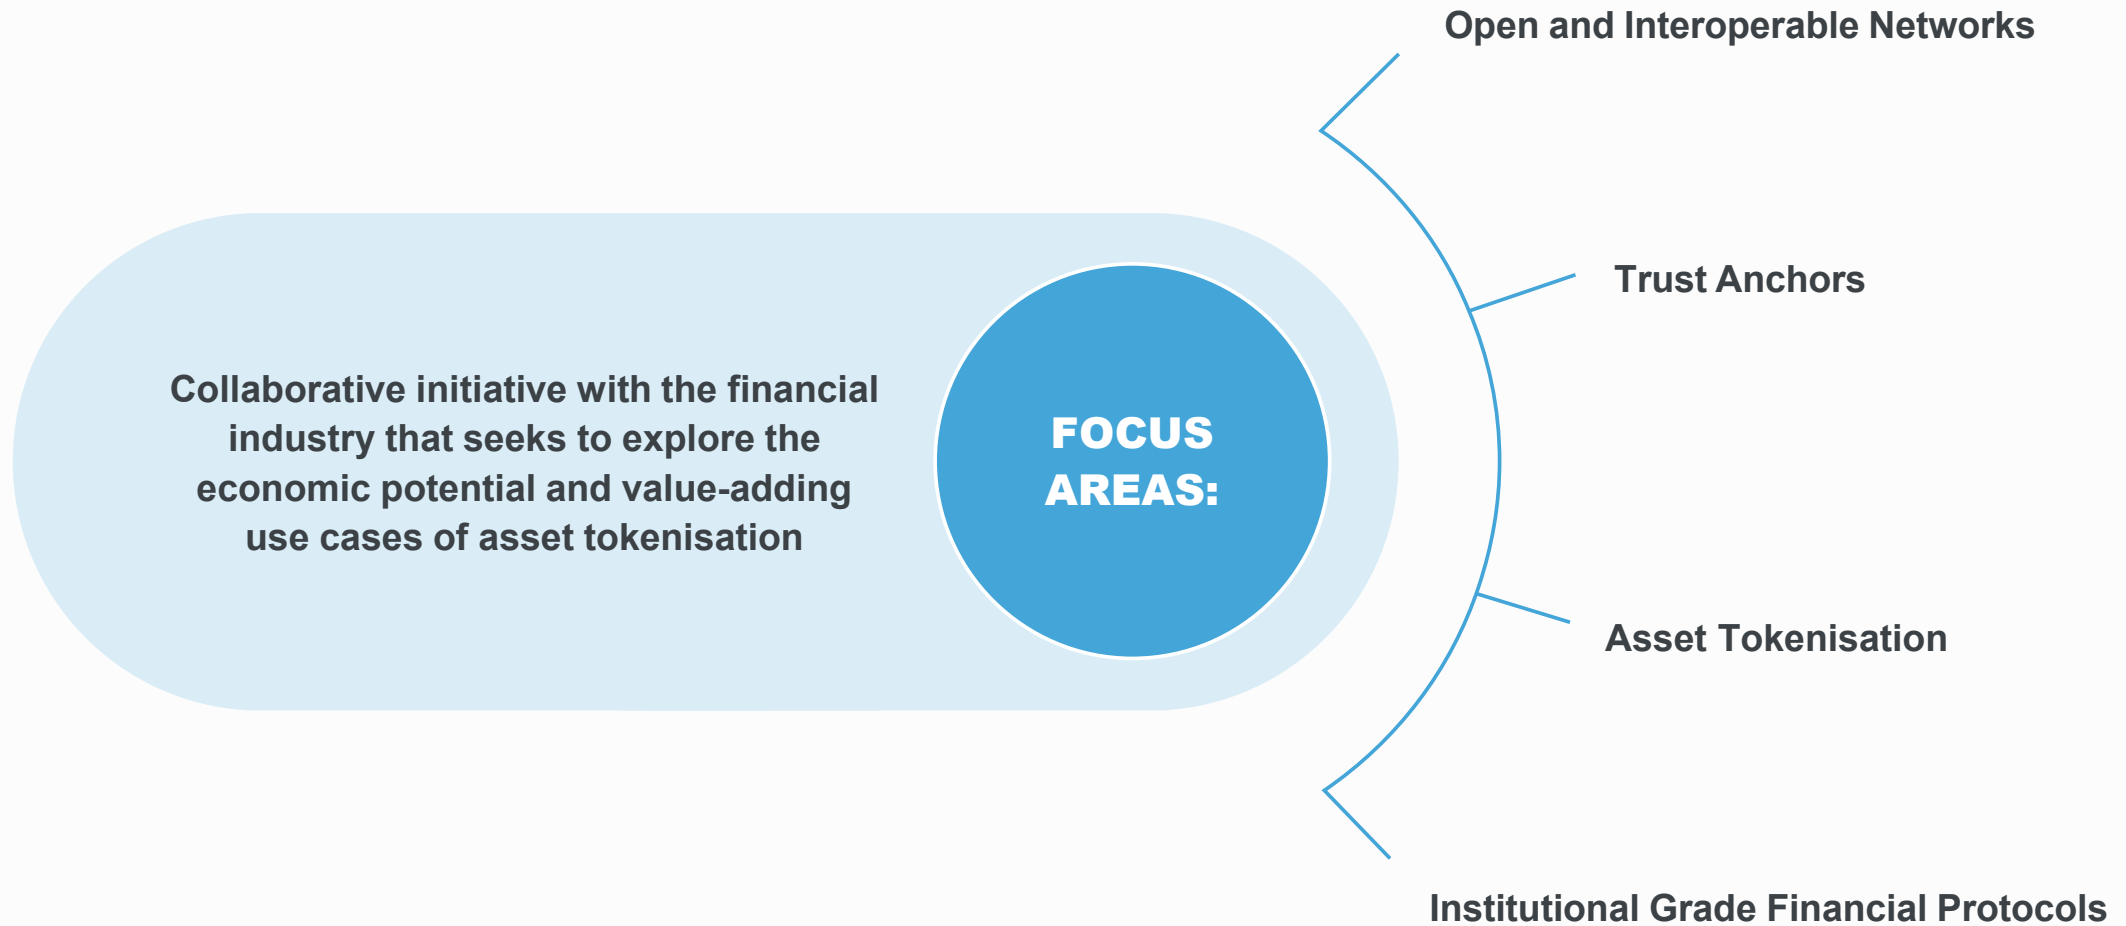 Collaborative initiative with the financial
industry that seeks to explore the
economic potential and value-adding
use cases of asset tokenisation
FOCUS
AREAS:
Open and Interoperable Networks
Trust Anchors
Asset Tokenisation
Institutional Grade Financial Protocols